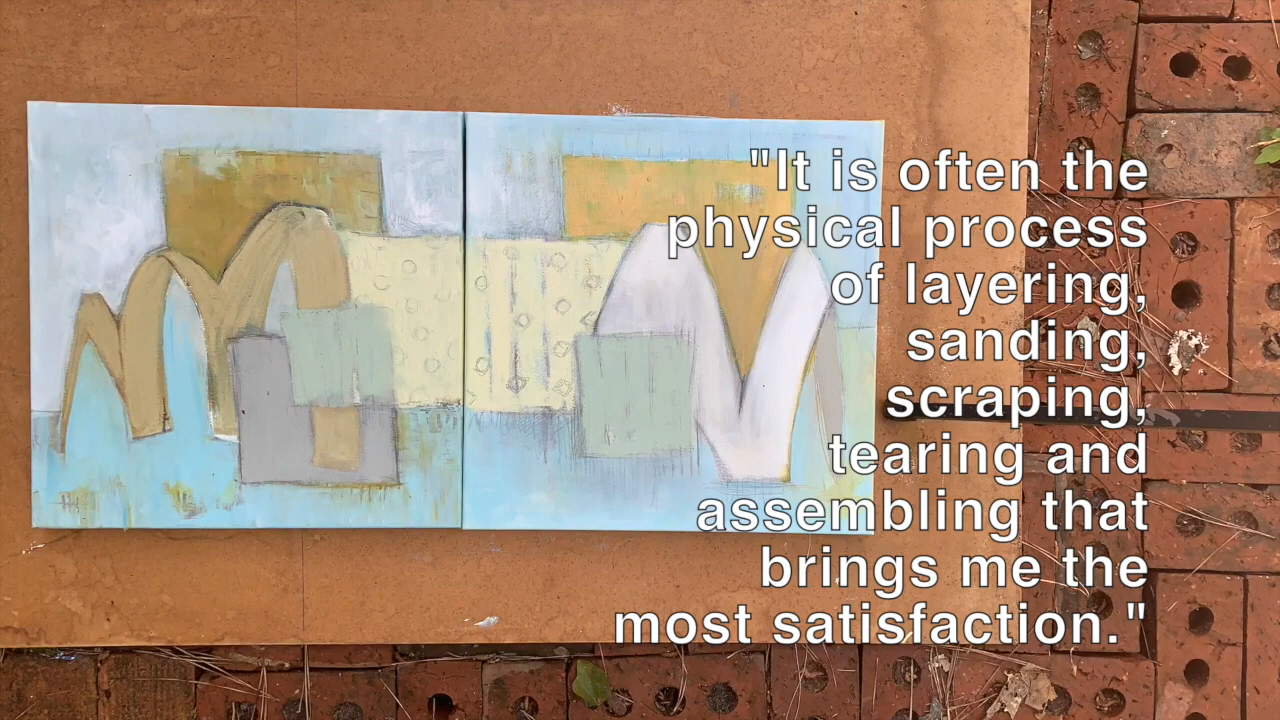 "It is often the
physical process
of layering,
sanding,
scraping,
tearing and
assembling that
brings me the
most satisfaction."